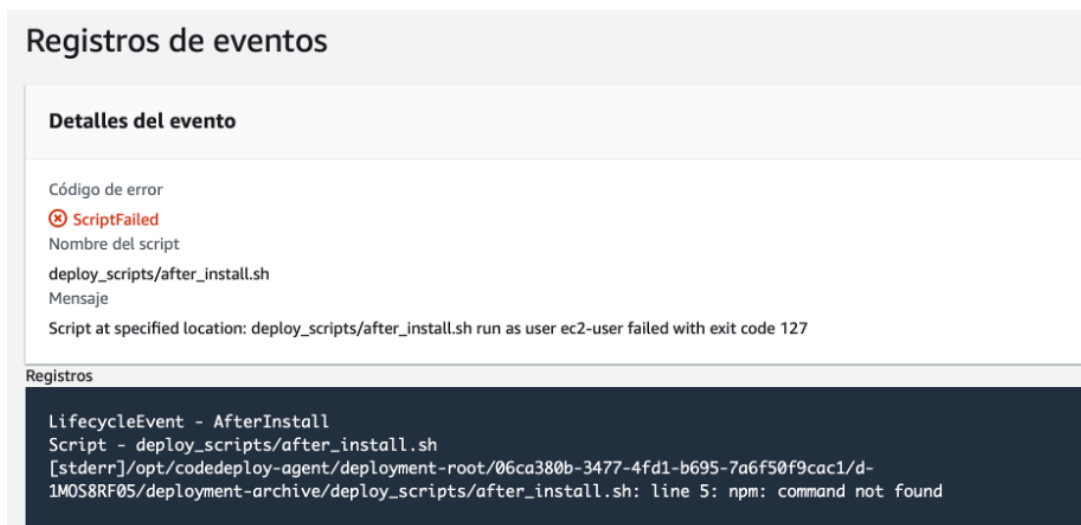 Registros de eventos
Detalles del evento
Código de error
ScriptFailed
Nombre del script
deploy_scripts/after_install.sh
Mensaje
Script at specified location: deploy_scripts/after_install.sh run as user ec2-user failed with exit code 127
Registros
LifecycleEvent - AfterInstall
Script - deploy_scripts/after_install.sh
[stderr]/opt/codedeploy-agent/deployment-root/06ca380b-3477-4fd1-b695-7a6f50f9cac1/d-
1MOS8RF05/deployment-archive/deploy_scripts/after_install.sh: line 5: npm: command not found